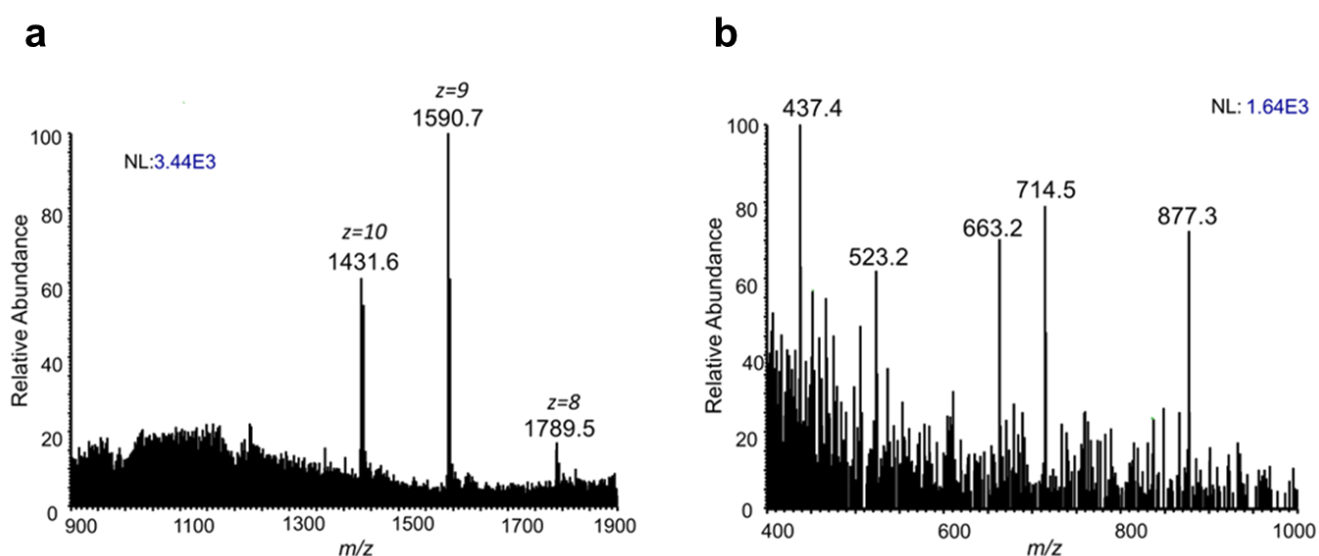 a
z=9
1590.7
NL:3.44E3
z=10
1431.6
z=8
1789.5
100
80
60
40
20
0
Relative Abundance
900 1100 1300 1500 1700 1900
m/z
b
437.4
NL: 1.64E3
714.5
663.2
877.3
523.2
100
80
60
40
20
0
Relative Abundance
400 600 800 1000
m/z